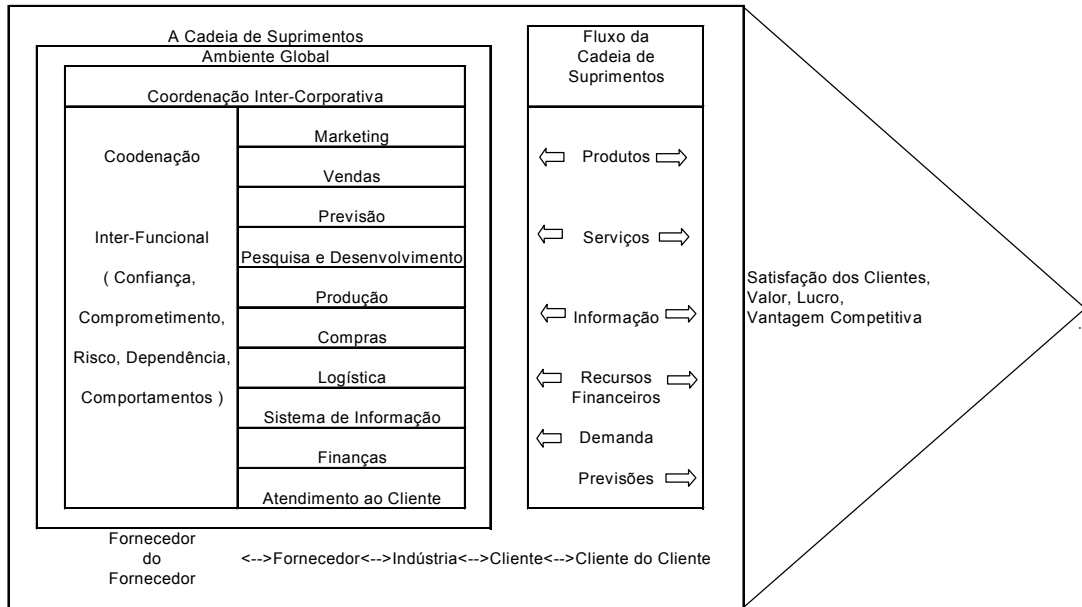 A Cadeia de Suprimentos
Ambiente Global
Coordenação Inter-Corporativa
Coodenação
Inter-Funcional
( Confiança,
Comprometimento,
Risco, Dependência,
Comportamentos )
Marketing
Vendas
Previsão
Pesquisa e Desenvolvimento
Produção
Compras
Logística
Sistema de Informação
Finanças
Atendimento ao Cliente
Fluxo da
Cadeia de
Suprimentos
Produtos
Serviços
Informação
Recursos
Financeiros
Demanda
Previsões
Satisfação dos Clientes,
Valor, Lucro,
Vantagem Competitiva
.
Fornecedor
do
Fornecedor
<-->Fornecedor<-->Indústria<-->Cliente<-->Cliente do Cliente